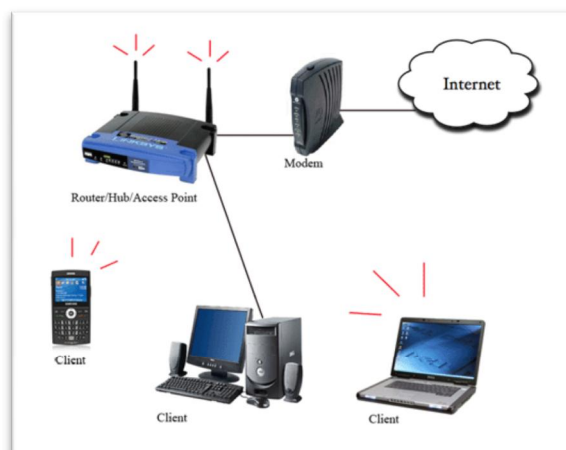 Internet
Modem
Router/Hub/Access Point
Client
Client
Client